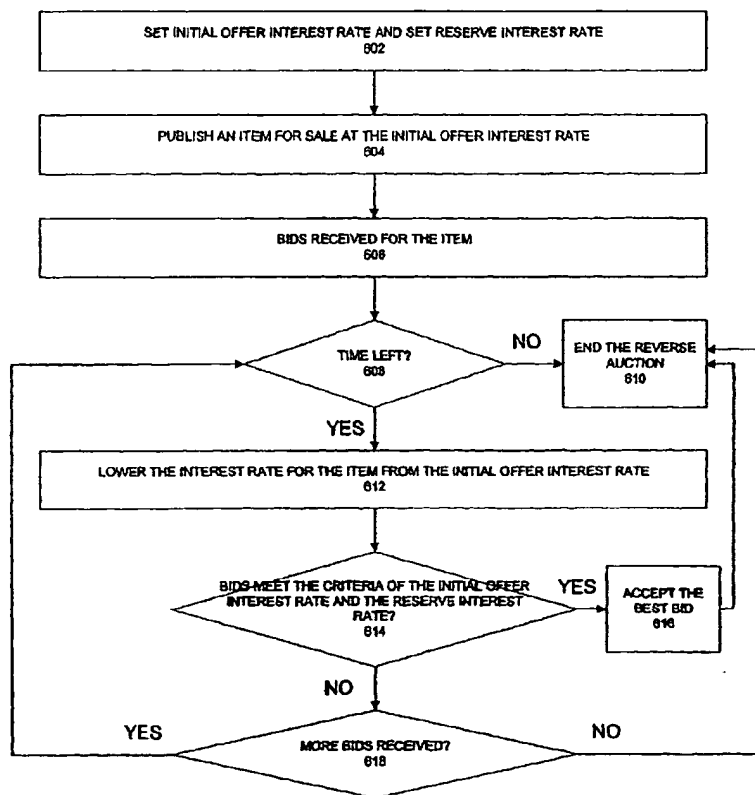 SET INITIAL OFFER INTEREST RATE AND SET RESERVE INTEREST RATE
602
PUBLISH AN ITEM FOR SALE AT THE INITIAL OFFER INTEREST RATE
604
BIDS RECEIVED FOR THE ITEM
606
TIME LEFT?
608
NO
END THE REVERSE
AUCTION
610
YES
LOWER THE INTEREST RATE FOR THE ITEM FROM THE INITIAL OFFER INTEREST RATE
612
BIDS MEET THE CRITERIA OF THE INITIAL OFFER
INTEREST RATE AND THE RESERVE INTEREST
RATE?
614
YES
ACCEPT THE
BEST BID
616
NO
YES
MORE BIDS RECEIVED?
618
NO